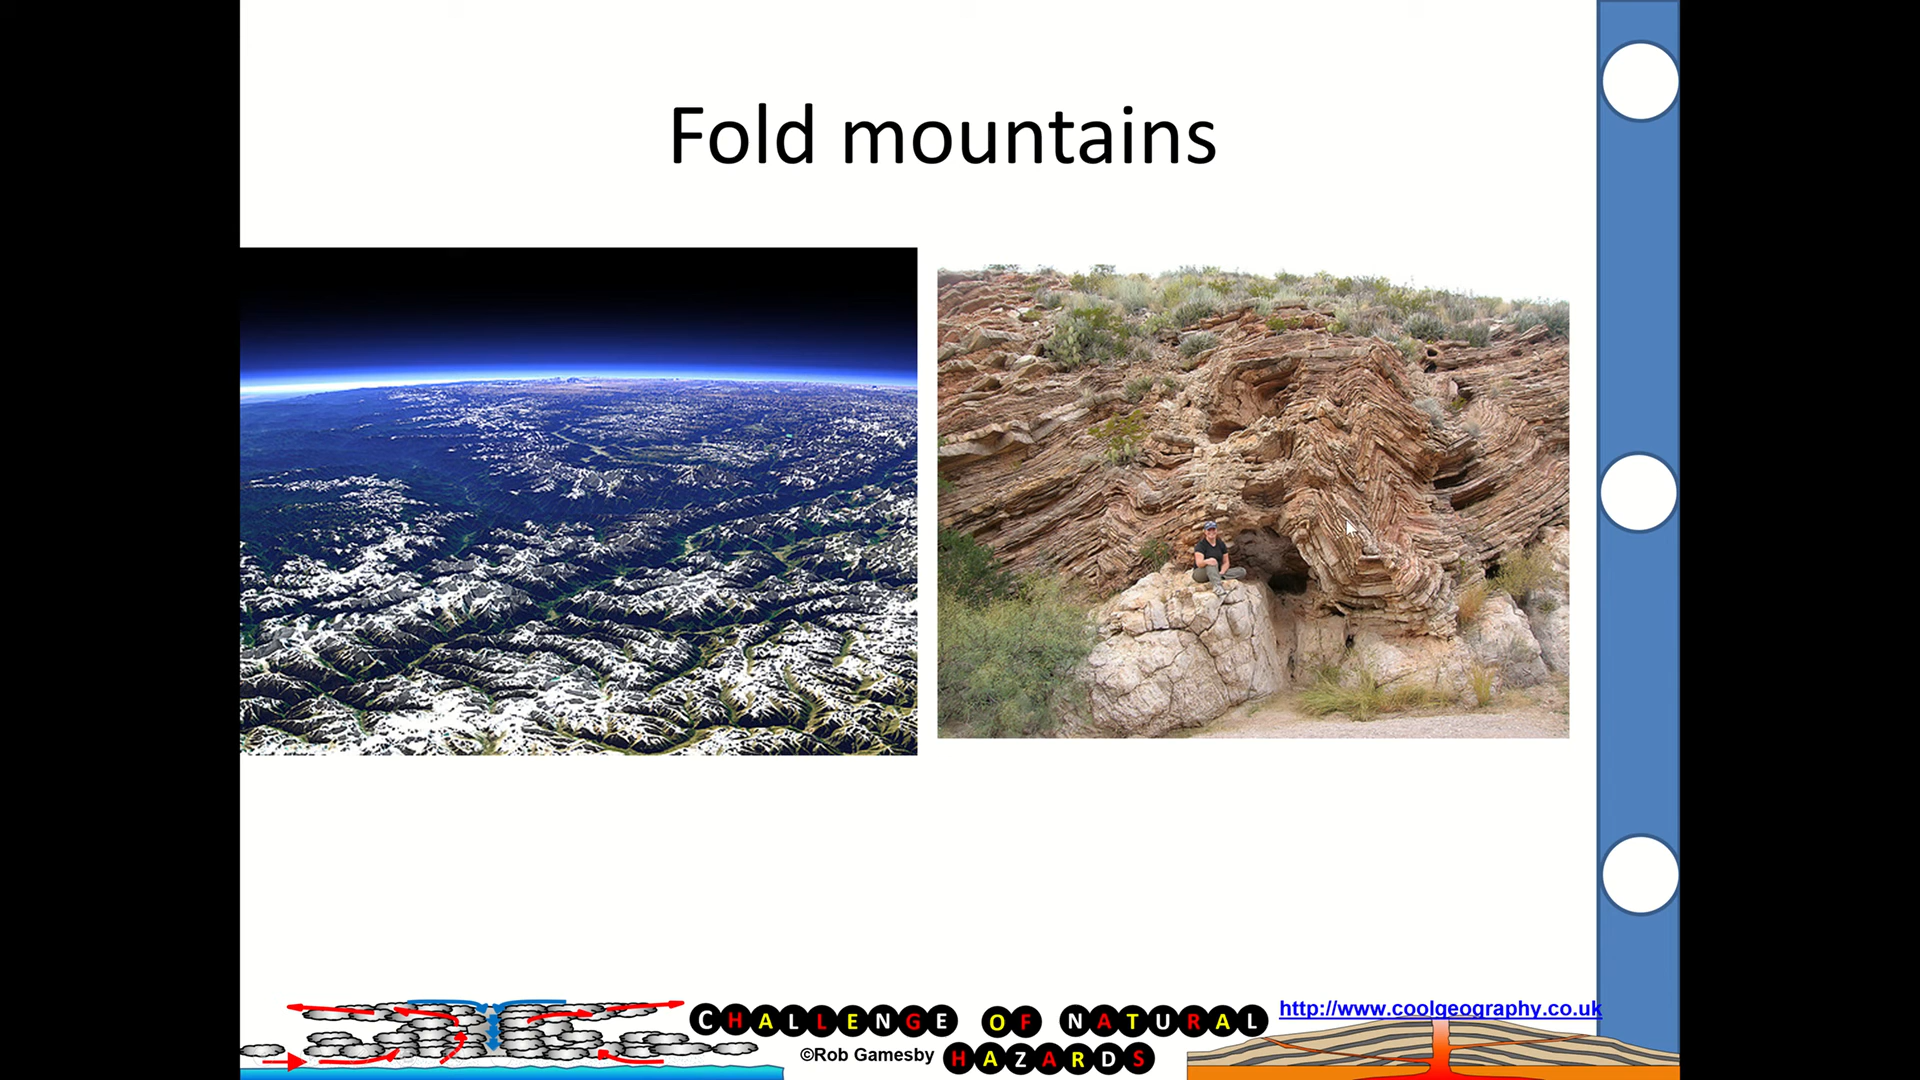 Fold mountains
CHALLENGE OF NATURAL
http://www.coolgeography.co.uk
©Rob Gamesby
HAZARDS